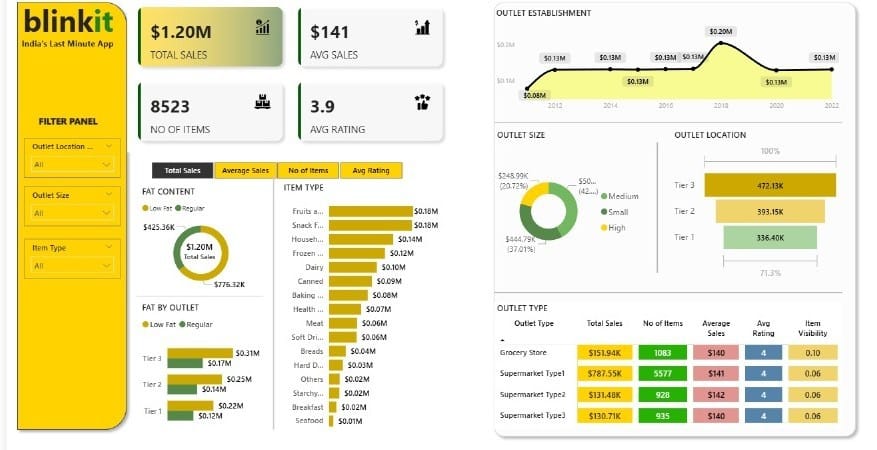 blinkit
India's Last Minute App
FILTER PANEL
Outlet Location ...
All
Outlet Size
All
Item Type
All
$1.20M
TOTAL SALES
$141
AVG SALES
8523
NO OF ITEMS
3.9
AVG RATING
Total Sales
Average Sales
No of Items
Avg Rating
FAT CONTENT
Low Fat Regular
$425.36K
$1.20M
Total Sales
$776.32K
FAT BY OUTLET
Low Fat Regular
Tier 3 $0.31M
$0.17M
Tier 2 $0.25M
$0.14M
Tier 1 $0.22M
$0.12M
ITEM TYPE
Fruits a... $0.18M
Snack F... $0.18M
Househ... $0.14M
Frozen ... $0.12M
Dairy $0.10M
Canned $0.09M
Baking ... $0.08M
Health ... $0.07M
Meat $0.06M
Soft Dri... $0.06M
Breads $0.04M
Hard D... $0.03M
Others $0.02M
Starchy... $0.02M
Breakfast $0.02M
Seafood $0.01M
OUTLET ESTABLISHMENT
$0.2M
$0.1M
$0.08M
$0.13M
$0.13M
$0.13M
$0.13M
$0.13M
$0.20M
$0.13M
$0.13M
2012 2014 2016 2018 2020 2022
OUTLET SIZE
$248.99K
(20.72%)
$50...
(42....)
$444.79K
(37.01%)
Medium
Small
High
OUTLET LOCATION
100%
Tier 3 472.13K
Tier 2 393.15K
Tier 1 336.40K
71.3%
OUTLET TYPE
Outlet Type Total Sales No of Items Average Sales Avg Rating Item Visibility
Grocery Store $151.94K 1083 $140 4 0.10
Supermarket Type1 $787.55K 5577 $141 4 0.06
Supermarket Type2 $131.48K 928 $142 4 0.06
Supermarket Type3 $130.71K 935 $140 4 0.06